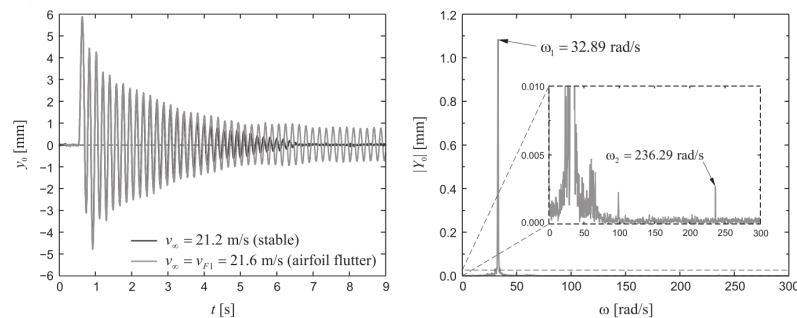 6
5
4
3
2
1
0
-1
-2
-3
-4
-5
-6
y₀ [mm]
v∞ = 21.2 m/s (stable)
v∞ = v_F1 = 21.6 m/s (airfoil flutter)
0 1 2 3 4 5 6 7 8 9
t [s]
1.2
1.0
0.8
0.6
0.4
0.2
0.0
|Y₀| [mm]
ω₁ = 32.89 rad/s
0.010
0.005
0.000
ω₂ = 236.29 rad/s
0 50 100 150 200 250 300
0 50 100 150 200 250 300
ω [rad/s]